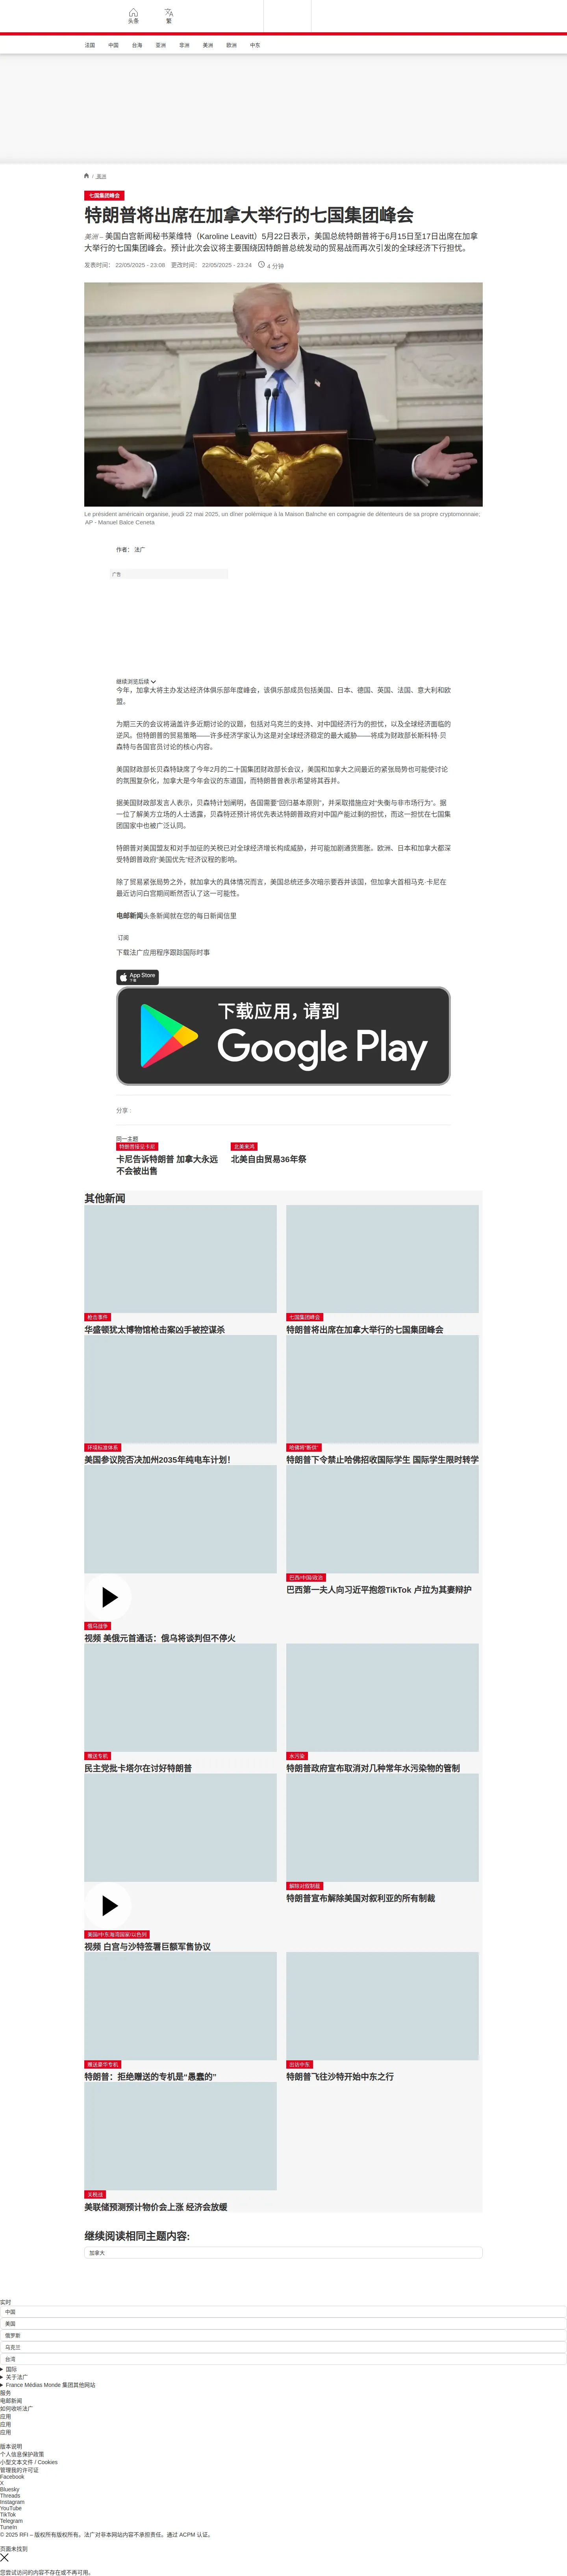 头条
繁
法国 中国 台海 亚洲 非洲 美洲 欧洲 中东
/ 美洲
七国集团峰会
特朗普将出席在加拿大举行的七国集团峰会
美洲 – 美国白宫新闻秘书莱维特（Karoline Leavitt）5月22日表示，美国总统特朗普将于6月15日至17日出席在加拿
大举行的七国集团峰会。预计此次会议将主要围绕因特朗普总统发动的贸易战而再次引发的全球经济下行担忧。
发表时间： 22/05/2025 - 23:08 更改时间： 22/05/2025 - 23:24 4 分钟
Le président américain organise, jeudi 22 mai 2025, un dîner polémique à la Maison Balnche en compagnie de détenteurs de sa propre cryptomonnaie;
AP - Manuel Balce Ceneta
作者： 法广
广告
继续浏览后续
今年，加拿大将主办发达经济体俱乐部年度峰会，该俱乐部成员包括美国、日本、德国、英国、法国、意大利和欧
盟。
为期三天的会议将涵盖许多近期讨论的议题，包括对乌克兰的支持、对中国经济行为的担忧，以及全球经济面临的
逆风。但特朗普的贸易策略——许多经济学家认为这是对全球经济稳定的最大威胁——将成为财政部长斯科特·贝
森特与各国官员讨论的核心内容。
美国财政部长贝森特缺席了今年2月的二十国集团财政部长会议，美国和加拿大之间最近的紧张局势也可能使讨论
的氛围复杂化，加拿大是今年会议的东道国，而特朗普曾表示希望将其吞并。
据美国财政部发言人表示，贝森特计划阐明，各国需要“回归基本原则”，并采取措施应对“失衡与非市场行为”。据
一位了解美方立场的人士透露，贝森特还预计将优先表达特朗普政府对中国产能过剩的担忧，而这一担忧在七国集
团国家中也被广泛认同。
特朗普对美国盟友和对手加征的关税已对全球经济增长构成威胁，并可能加剧通货膨胀。欧洲、日本和加拿大都深
受特朗普政府“美国优先”经济议程的影响。
除了贸易紧张局势之外，就加拿大的具体情况而言，美国总统还多次暗示要吞并该国，但加拿大首相马克·卡尼在
最近访问白宫期间断然否认了这一可能性。
电邮新闻头条新闻就在您的每日新闻信里
订阅
下载法广应用程序跟踪国际时事
App Store
下载
下载应用，请到
Google Play
分享 :
同一主题
特朗普接见卡尼
卡尼告诉特朗普 加拿大永远
不会被出售
北美来鸿
北美自由贸易36年祭
其他新闻
枪击事件
华盛顿犹太博物馆枪击案凶手被控谋杀
七国集团峰会
特朗普将出席在加拿大举行的七国集团峰会
环境标准体系
美国参议院否决加州2035年纯电车计划！
哈佛将“断供”
特朗普下令禁止哈佛招收国际学生 国际学生限时转学
俄乌战争
视频 美俄元首通话：俄乌将谈判但不停火
巴西/中国/政治
巴西第一夫人向习近平抱怨TikTok 卢拉为其妻辩护
赠送专机
民主党批卡塔尔在讨好特朗普
水污染
特朗普政府宣布取消对几种常年水污染物的管制
美国/中东海湾国家/以色列
视频 白宫与沙特签署巨额军售协议
解除对叙制裁
特朗普宣布解除美国对叙利亚的所有制裁
赠送豪华专机
特朗普：拒绝赠送的专机是“愚蠢的”
出访中东
特朗普飞往沙特开始中东之行
关税战
美联储预测预计物价会上涨 经济会放缓
继续阅读相同主题内容:
加拿大
实时
中国
美国
俄罗斯
乌克兰
台湾
国际
关于法广
France Médias Monde 集团其他网站
服务
电邮新闻
如何收听法广
应用
应用
应用
版本说明
个人信息保护政策
小型文本文件 / Cookies
管理我的许可证
Facebook
X
Bluesky
Threads
Instagram
YouTube
TikTok
Telegram
TuneIn
© 2025 RFI – 版权所有版权所有。法广对非本网站内容不承担责任。通过 ACPM 认证。
页面未找到
您尝试访问的内容不存在或不再可用。